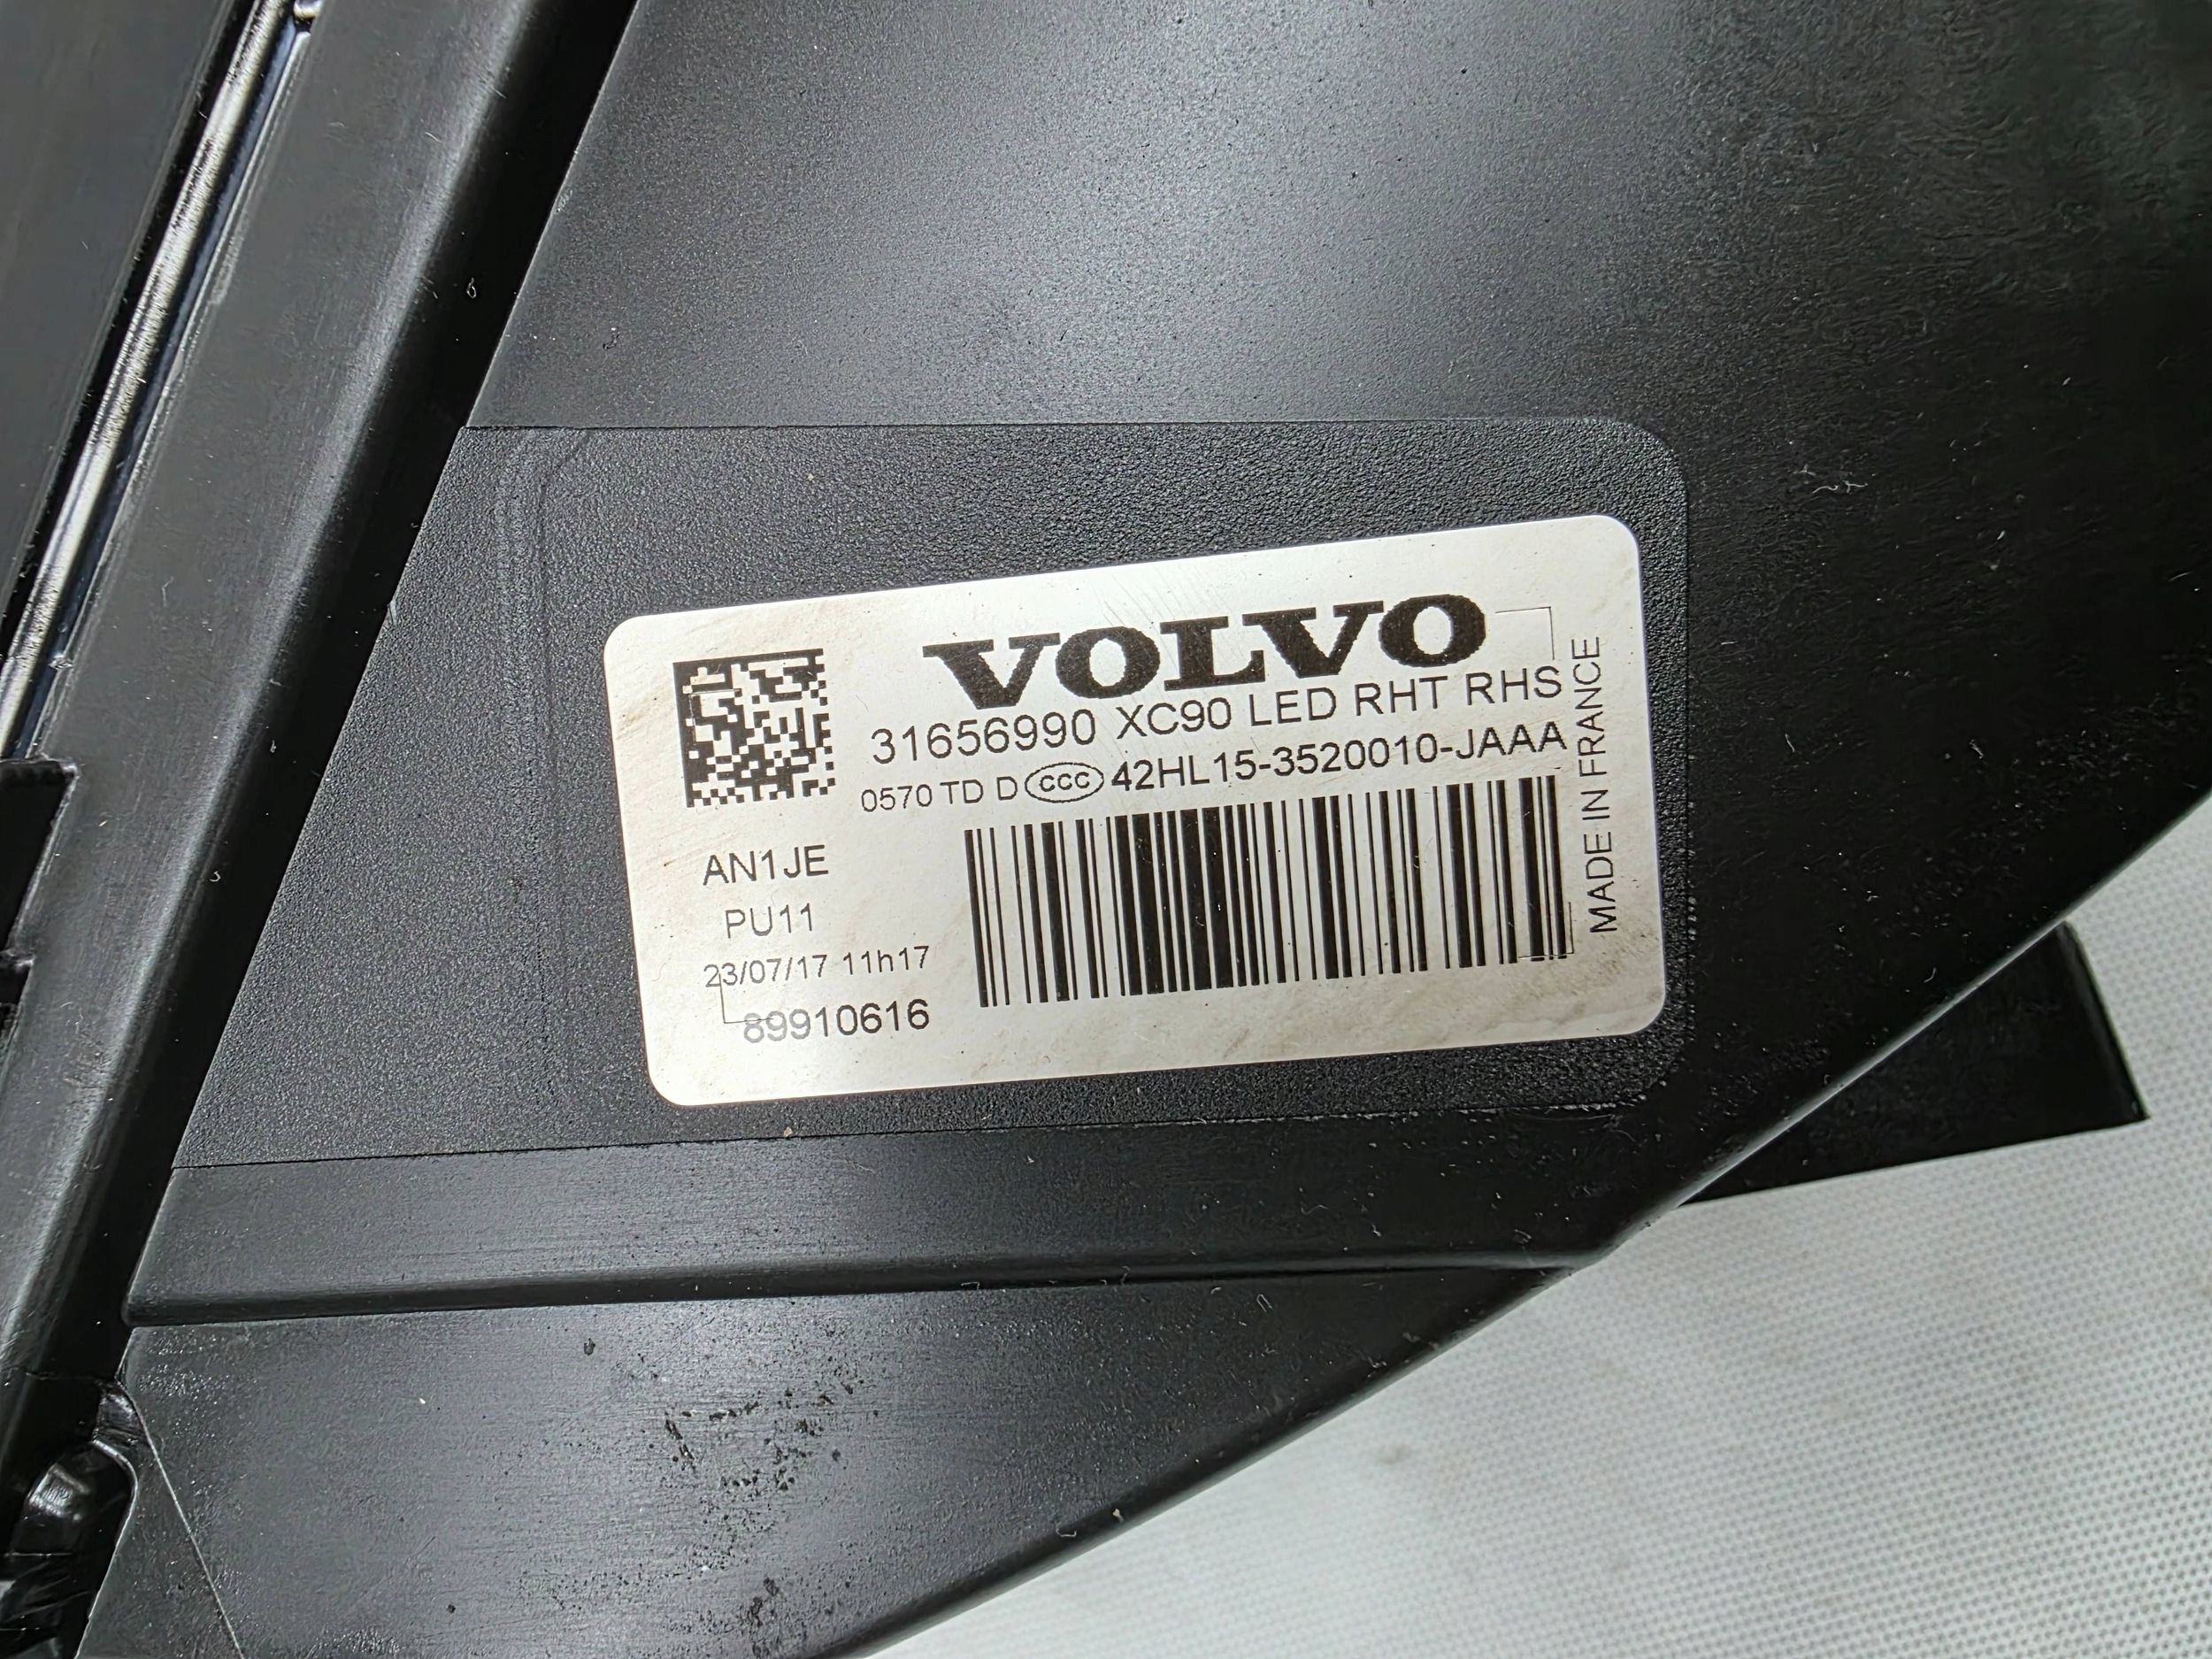 VOLVO
31656990 XC90 LED RHT RHS
0570 TD D CCC 42HL15-3520010-JAAA
AN1JE
PU11
23/07/17 11h17
89910616
MADE IN FRANCE